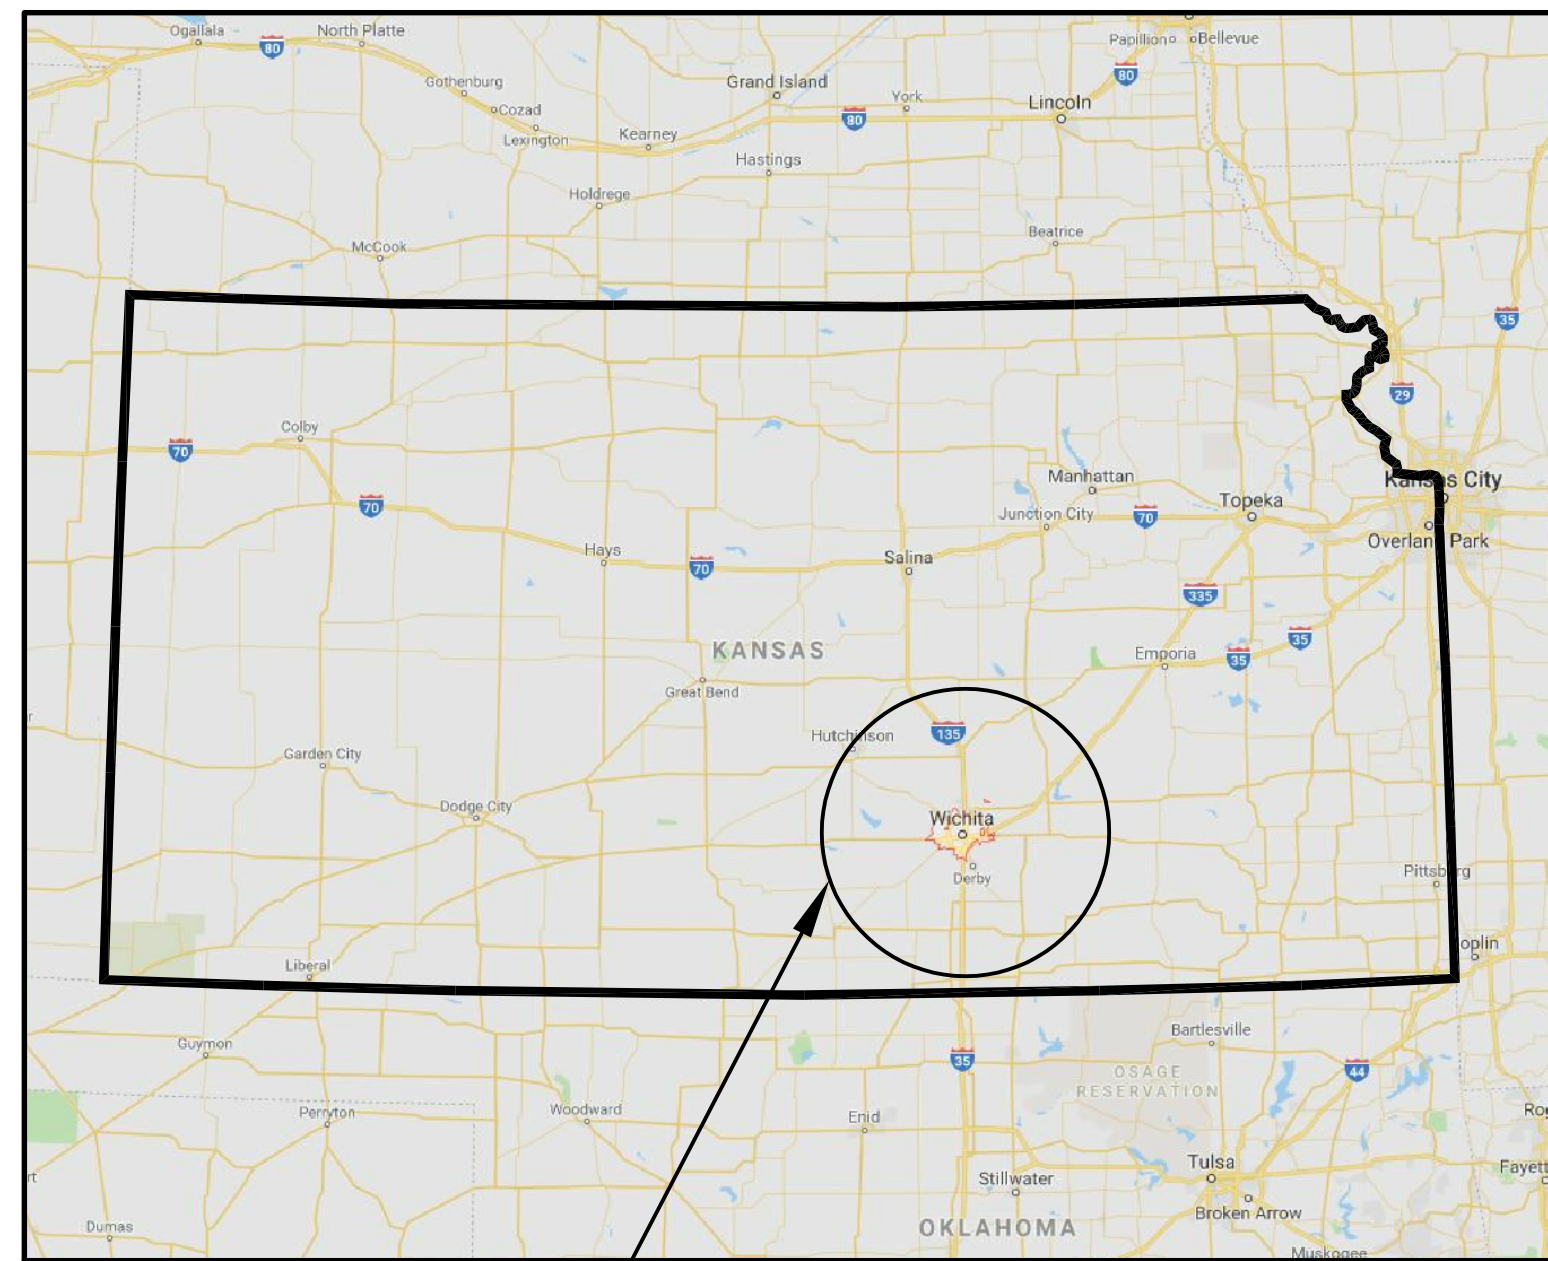 Ogallala
North Platte
80
Papillion
Bellevue
80
Gothenburg
Grand Island
York
Lincoln
Cozad
80
Lexington
Kearney
Hastings
Holdrege
Beatrice
McCook
35
29
Colby
70
Manhattan
Kansas City
70
Junction City
70
Topeka
Hays
70
Salina
Overland Park
335
KANSAS
Emporia
35
35
Great Bend
Hutchinson
135
Garden City
Dodge City
Wichita
Derby
Pittsburg
Liberal
oplin
Guymon
35
Bartlesville
OSAGE
RESERVATION
44
Perryton
Woodward
Enid
Stillwater
Tulsa
Fayett
Dumas
OKLAHOMA
Broken Arrow
Muskogee